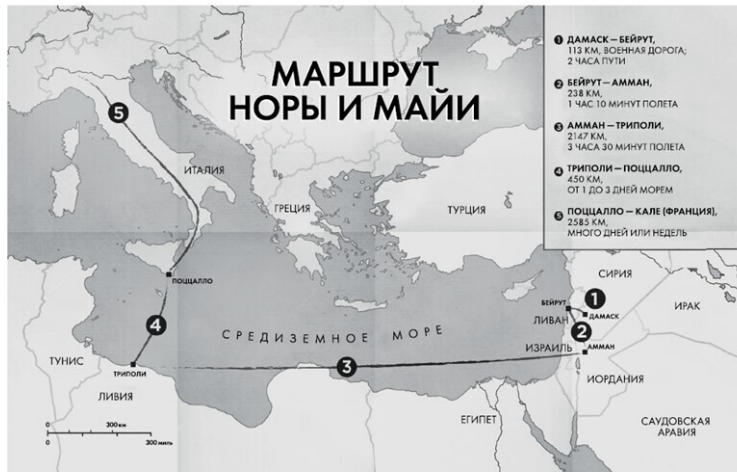 МАРШРУТ
НОРЫ И МАЙИ
1 ДАМАСК — БЕЙРУТ,
113 КМ, ВОЕННАЯ ДОРОГА;
2 ЧАСА ПУТИ
2 БЕЙРУТ — АММАН,
238 КМ,
1 ЧАС 10 МИНУТ ПОЛЕТА
3 АММАН — ТРИПОЛИ,
2147 КМ,
3 ЧАСА 30 МИНУТ ПОЛЕТА
4 ТРИПОЛИ — ПОЦЦАЛЛО,
450 КМ,
ОТ 1 ДО 3 ДНЕЙ МОРЕМ
5 ПОЦЦАЛЛО — КАЛЕ (ФРАНЦИЯ),
2585 КМ,
МНОГО ДНЕЙ ИЛИ НЕДЕЛЬ
5
ИТАЛИЯ
ГРЕЦИЯ
ТУРЦИЯ
СИРИЯ
ПОЦЦАЛЛО
БЕЙРУТ
1
ДАМАСК
ИРАК
ЛИВАН
2
4
СРЕДИЗЕМНОЕ МОРЕ
ИЗРАИЛЬ
АММАН
ТУНИС
ТРИПОЛИ
3
ИОРДАНИЯ
ЛИВИЯ
ЕГИПЕТ
САУДОВСКАЯ
АРАВИЯ
0
300 км
300 миль